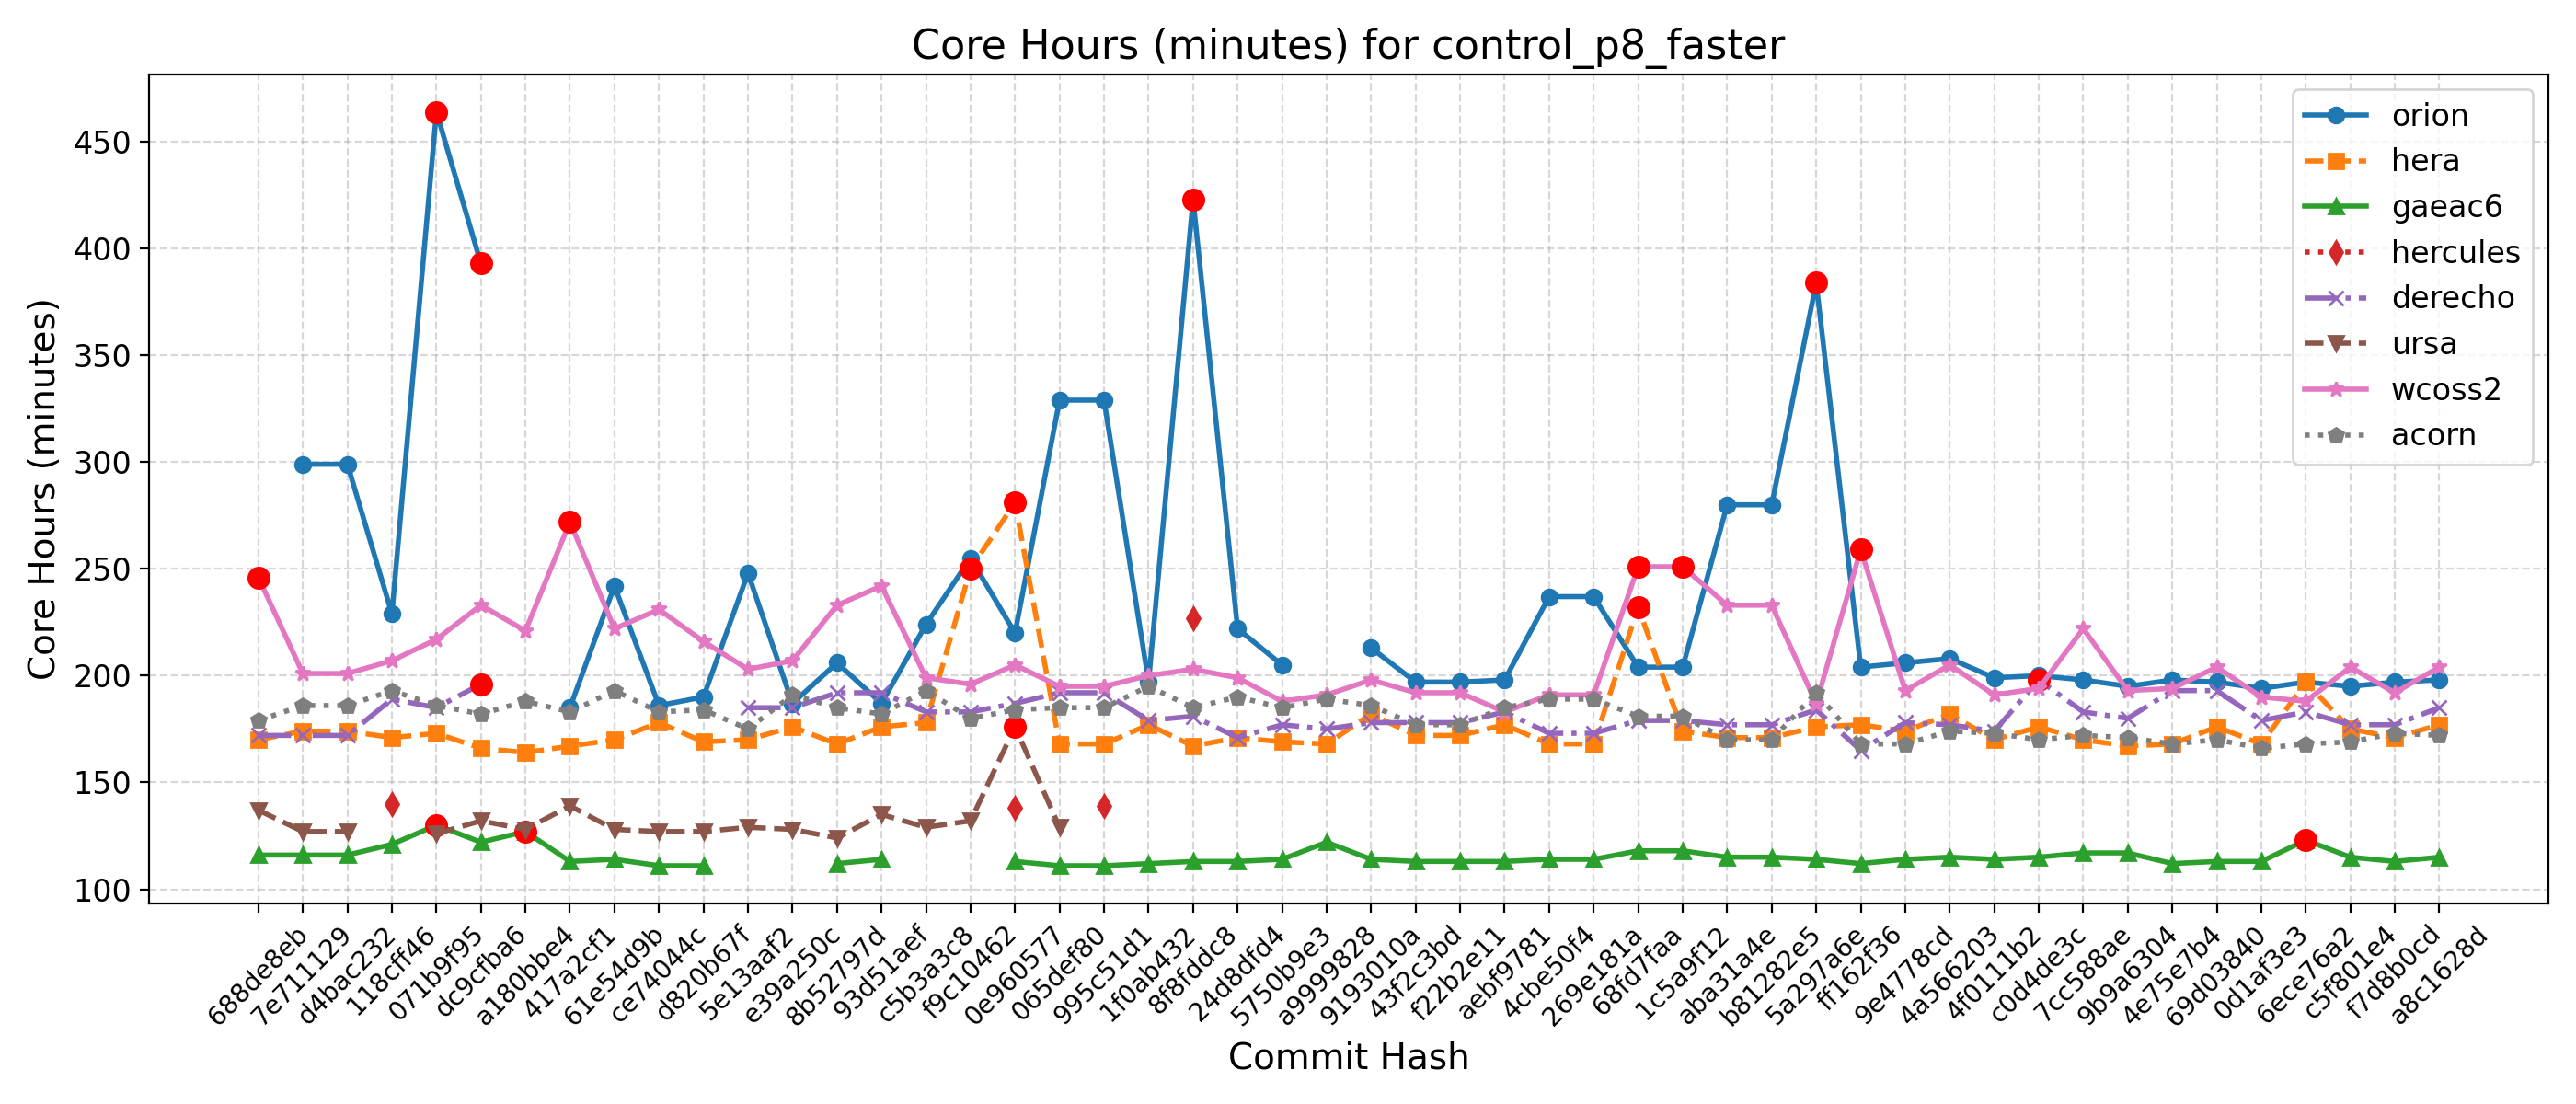 Core Hours (minutes) for control_p8_faster
Core Hours (minutes)
450
400
350
300
250
200
150
100
orion
hera
gaeac6
hercules
derecho
ursa
wcoss2
acorn
688de8eb
7e711129
d4bac232
118cff46
071b9f95
dc9cfba6
a180bbe4
417a2cf1
61e54d9b
ce74044c
d820b67f
5e13aaf2
e39a250c
8b52797d
93d51aef
c5b3a3c8
f9c10462
0e960577
065def80
995c51d1
1f0ab432
8f8fddc8
24d8dfd4
5750b9e3
a9999828
9193010a
43f2c3bd
f22b2e11
aebf9781
4cbe50f4
269e181a
68fd7faa
1c5a9f12
aba31a4e
b81282e5
5a297a6e
ff162f36
9e4778cd
4a566203
4f0111b2
c0d4de3c
7cc588ae
9b9a6304
4e75e7b4
69d03840
0d1af3e3
6ece76a2
c5f801e4
f7d8b0cd
a8c1628d
Commit Hash